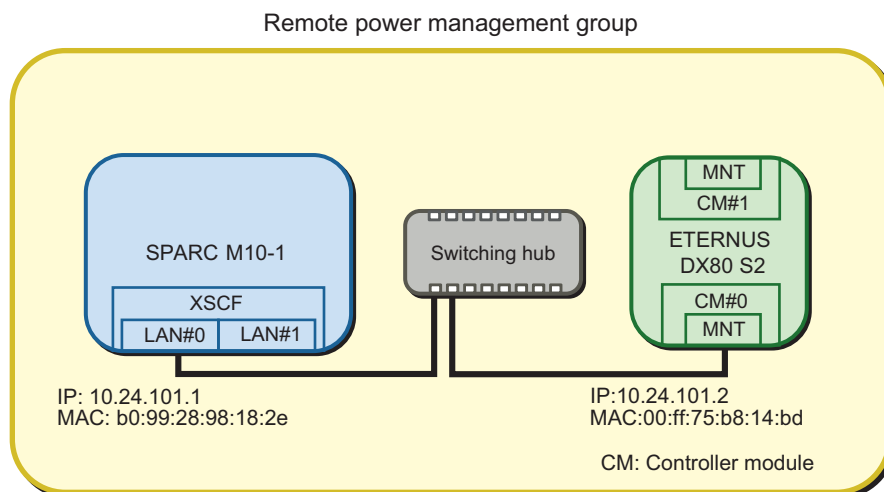 Remote power management group
SPARC M10-1
XSCF
LAN#0
LAN#1
IP: 10.24.101.1
MAC: b0:99:28:98:18:2e
Switching hub
MNT
CM#1
ETERNUS
DX80 S2
CM#0
MNT
IP:10.24.101.2
MAC:00:ff:75:b8:14:bd
CM: Controller module